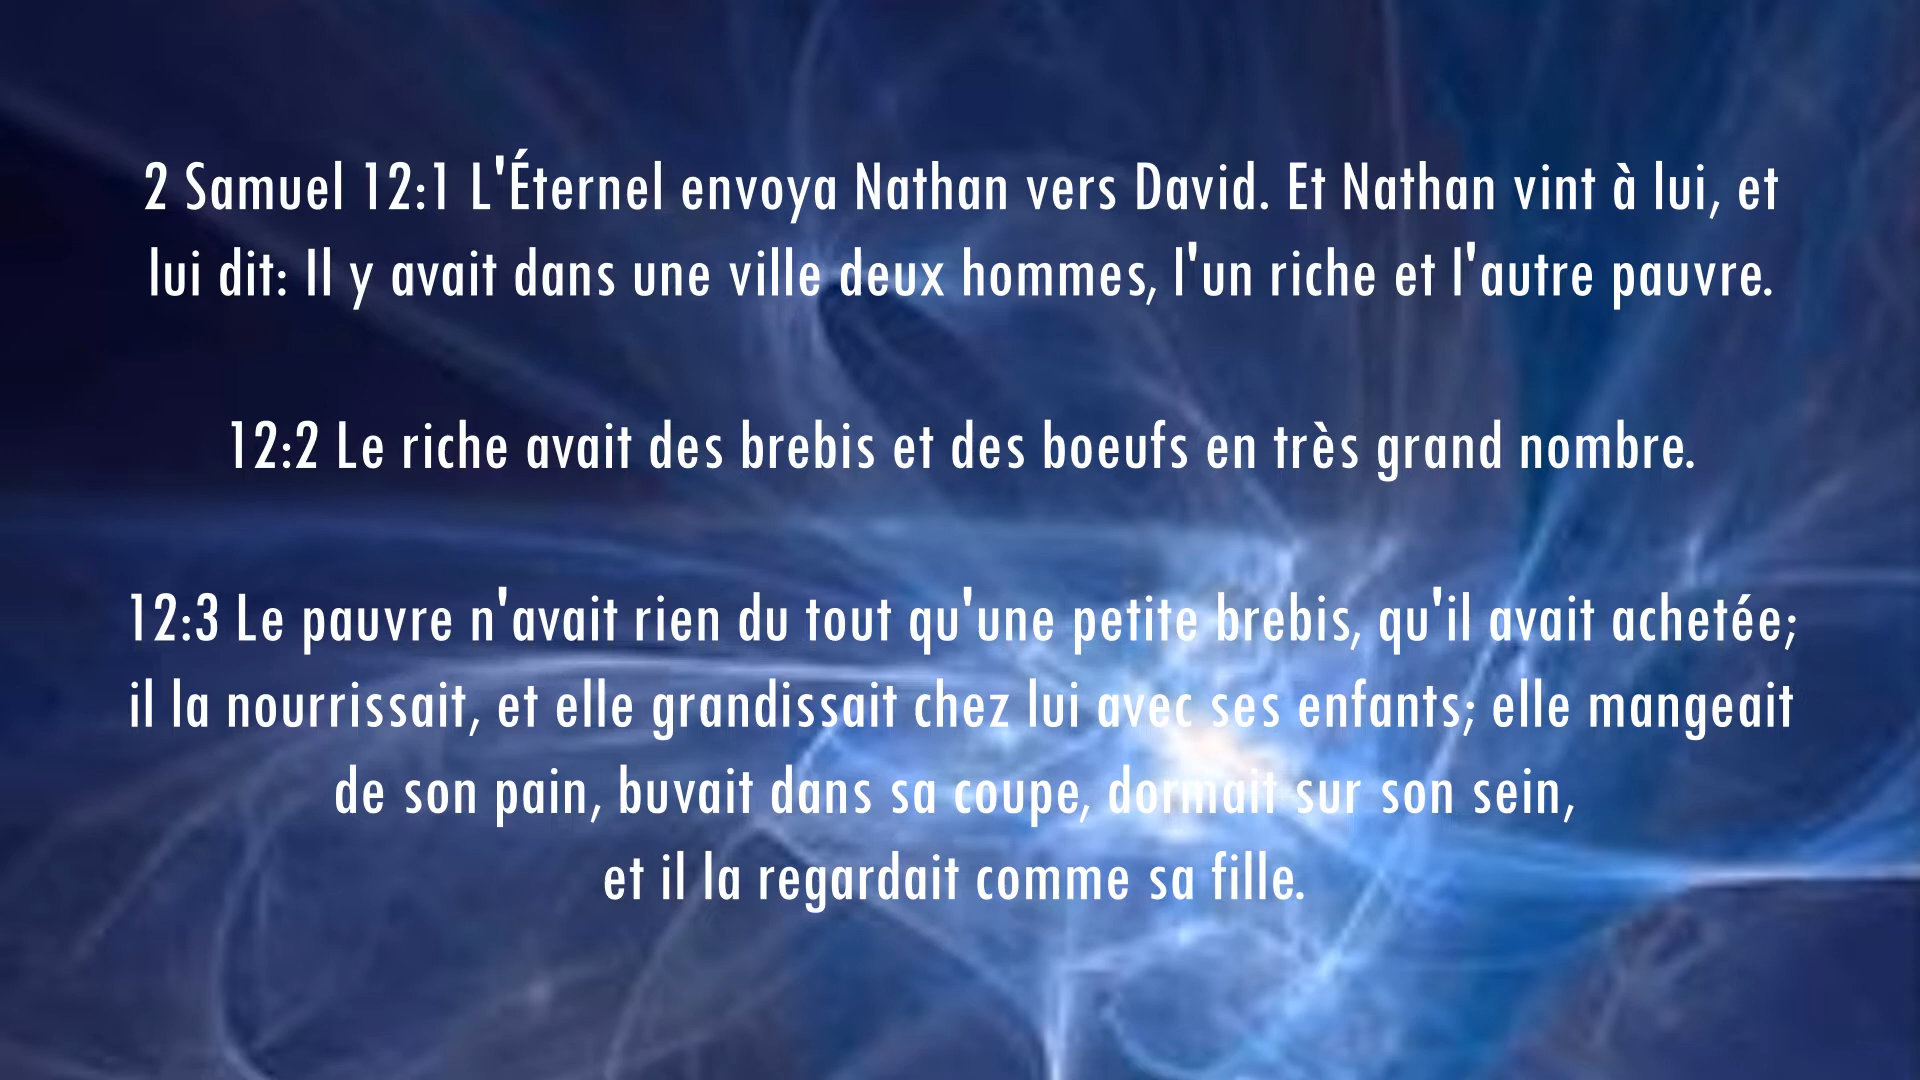 2 Samuel 12:1 L'Éternel envoya Nathan vers David. Et Nathan vint à lui, et
lui dit: Il y avait dans une ville deux hommes, l'un riche et l'autre pauvre.
12:2 Le riche avait des brebis et des boeufs en très grand nombre.
12:3 Le pauvre n'avait rien du tout qu'une petite brebis, qu'il avait achetée;
il la nourrissait, et elle grandissait chez lui avec ses enfants; elle mangeait
de son pain, buvait dans sa coupe, dormait sur son sein,
et il la regardait comme sa fille.